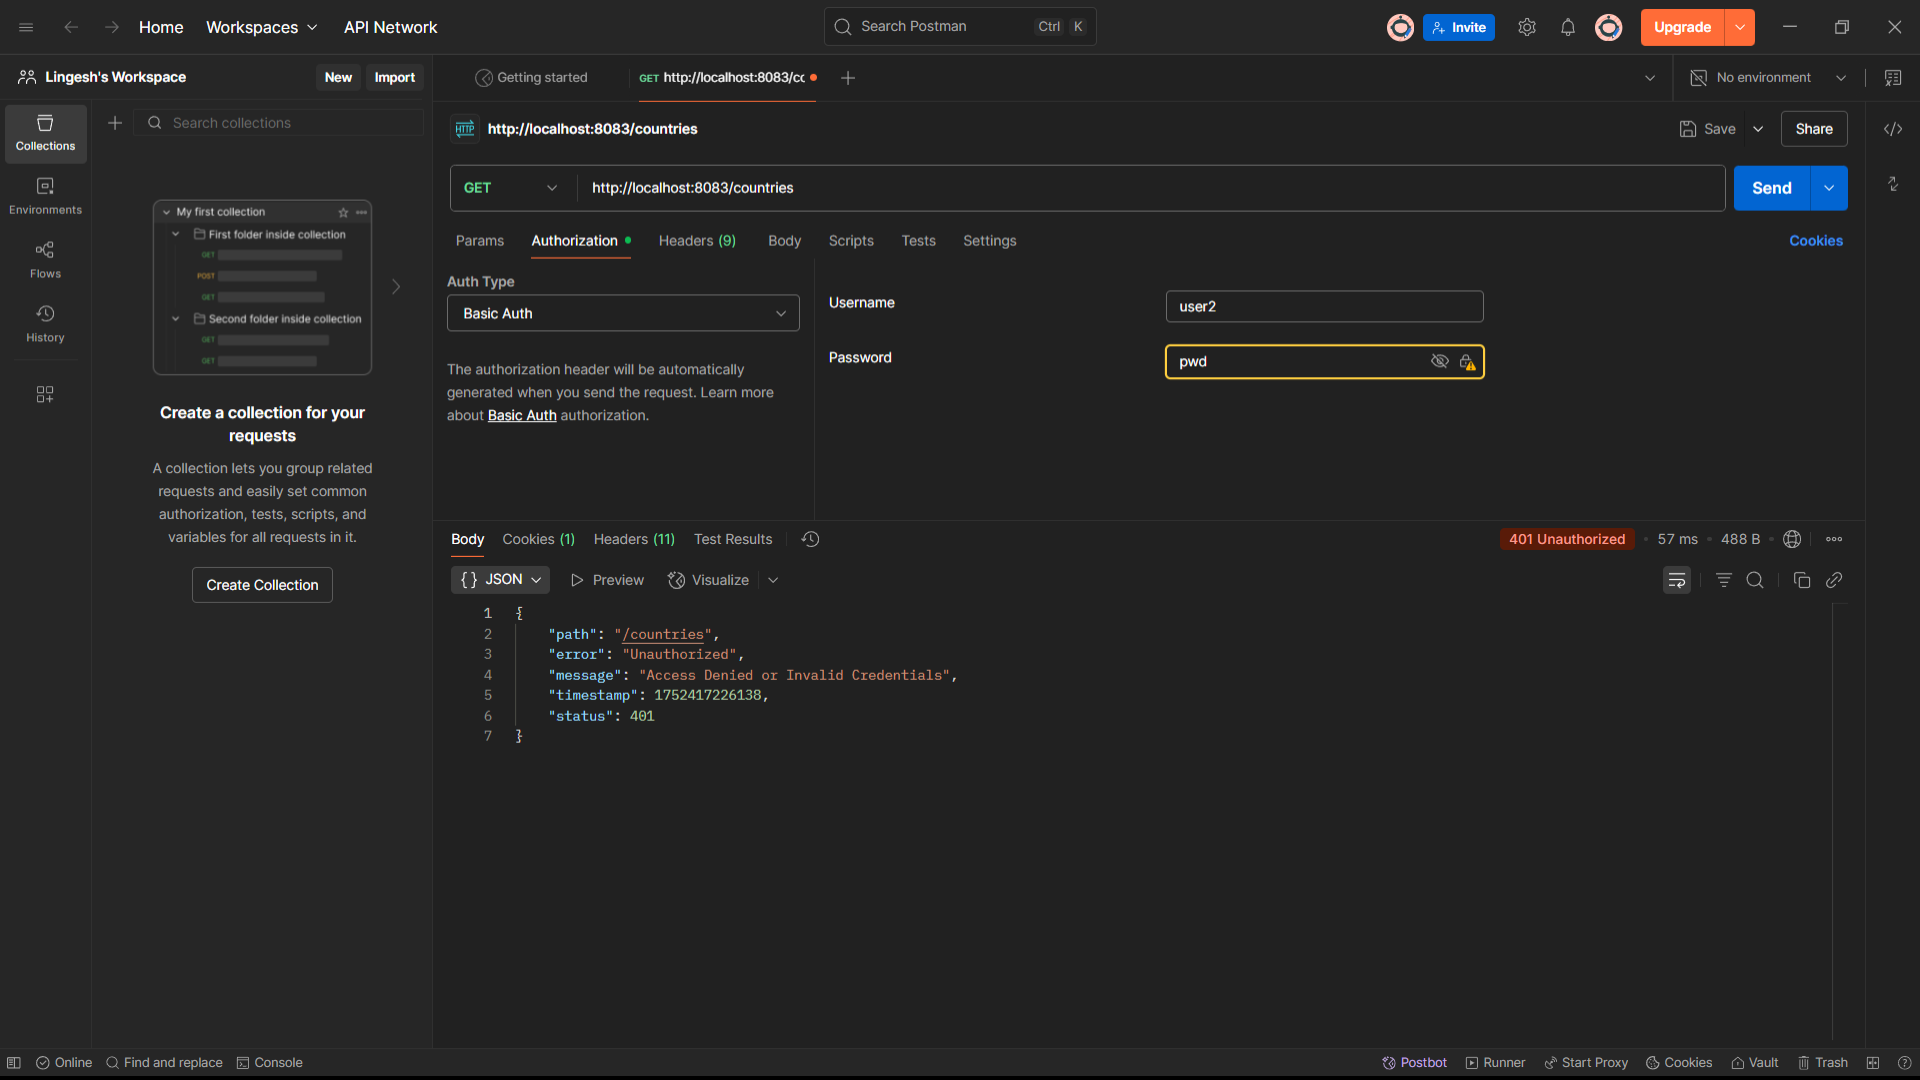 Home Workspaces API Network Search Postman Ctrl K Invite Upgrade
Lingesh's Workspace New Import Getting started GET http://localhost:8083/cc No environment
Search collections
Collections
HTTP http://localhost:8083/countries Save Share
Environments
GET http://localhost:8083/countries Send
My first collection
First folder inside collection
GET
POST
GET
Second folder inside collection
GET
GET
Flows
History
Params Authorization Headers (9) Body Scripts Tests Settings Cookies
Auth Type
Basic Auth
Username user2
Password pwd
The authorization header will be automatically
generated when you send the request. Learn more
about Basic Auth authorization.
Create a collection for your
requests
A collection lets you group related
requests and easily set common
authorization, tests, scripts, and
variables for all requests in it.
Create Collection
Body Cookies (1) Headers (11) Test Results 401 Unauthorized 57 ms 488 B
{} JSON Preview Visualize
1 {
2 "path": "/countries",
3 "error": "Unauthorized",
4 "message": "Access Denied or Invalid Credentials",
5 "timestamp": 1752417226138,
6 "status": 401
7 }
Online Find and replace Console Postbot Runner Start Proxy Cookies Vault Trash